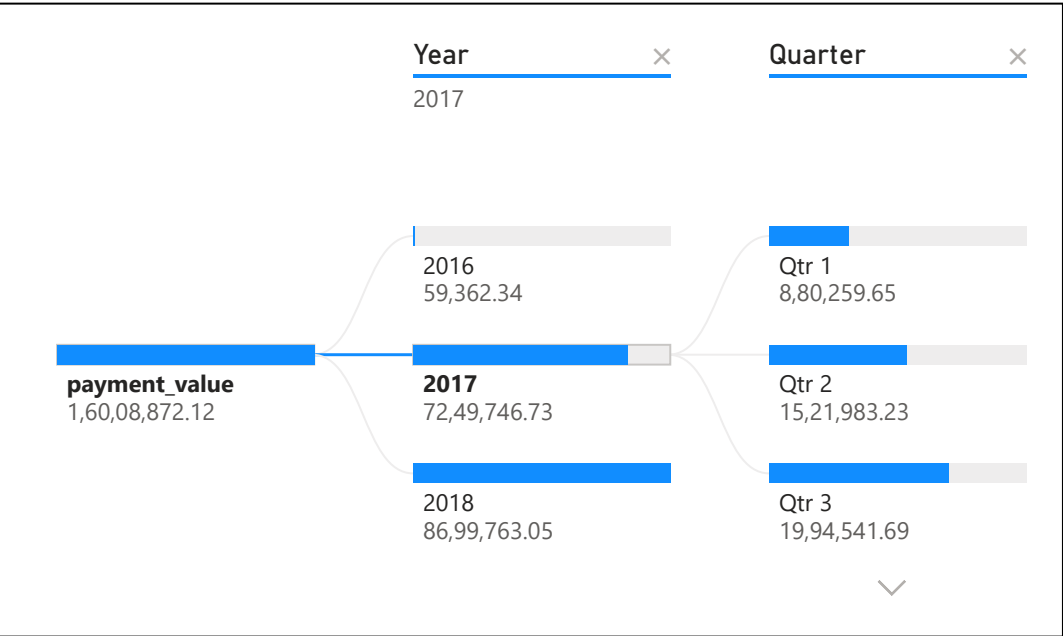 Year
Quarter
2017
2016
59,362.34
Qtr 1
8,80,259.65
payment_value
1,60,08,872.12
2017
72,49,746.73
Qtr 2
15,21,983.23
2018
86,99,763.05
Qtr 3
19,94,541.69